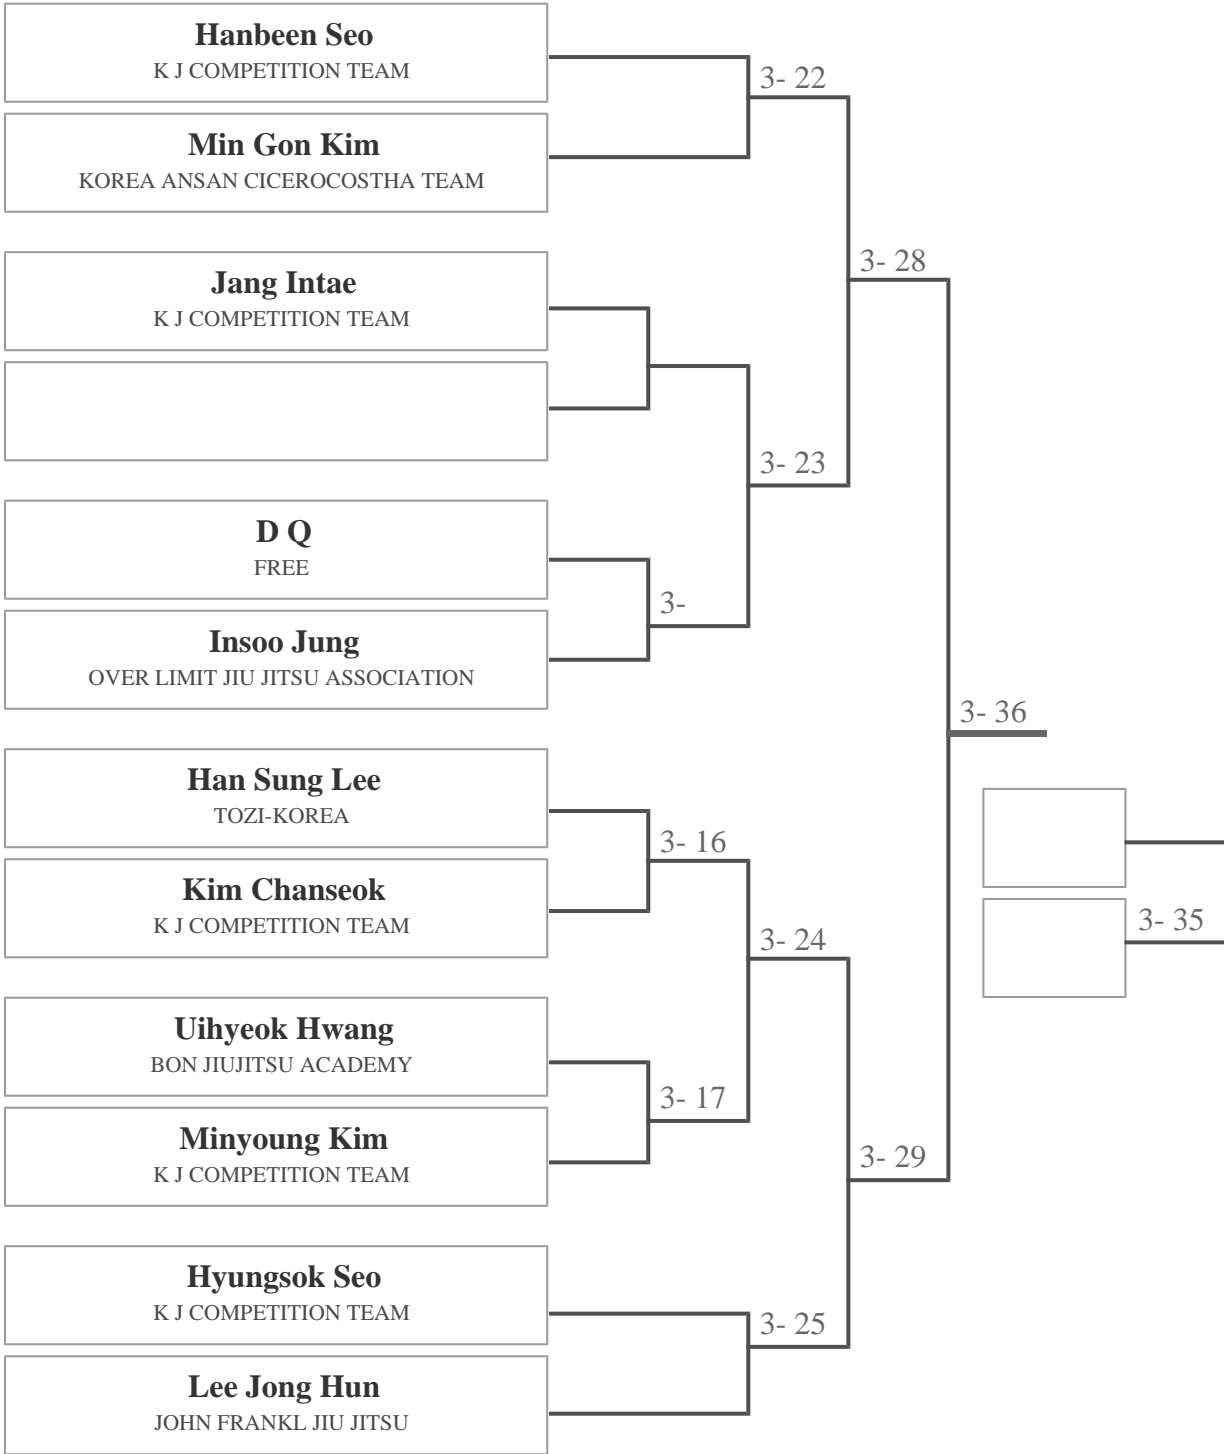 Hanbeen Seo
K J COMPETITION TEAM
3- 22
Min Gon Kim
KOREA ANSAN CICEROCOSTHA TEAM
3- 28
Jang Intae
K J COMPETITION TEAM
3- 23
D Q
FREE
3-
Insoo Jung
OVER LIMIT JIU JITSU ASSOCIATION
3- 36
Han Sung Lee
TOZI-KOREA
3- 16
Kim Chanseok
K J COMPETITION TEAM
3- 35
3- 24
Uihyeok Hwang
BON JIUJITSU ACADEMY
3- 17
Minyoung Kim
K J COMPETITION TEAM
3- 29
Hyungsok Seo
K J COMPETITION TEAM
3- 25
Lee Jong Hun
JOHN FRANKL JIU JITSU